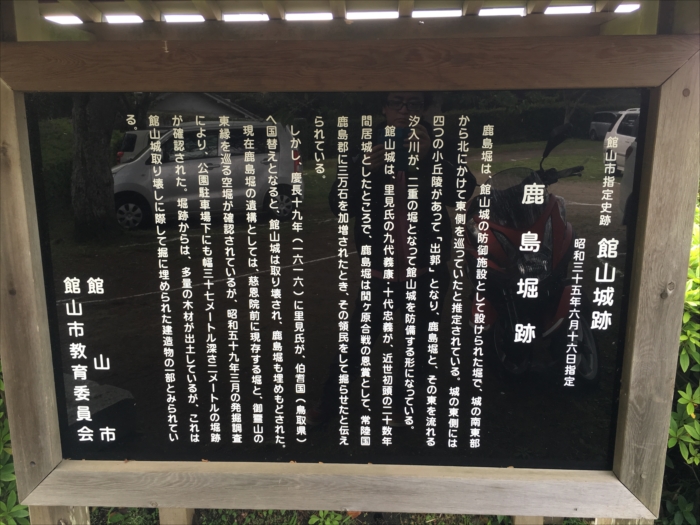 館山市指定史跡 館山城跡
昭和三十五年六月十六日指定
鹿島堀跡
鹿島堀は、館山城の防御施設として設けられた堀で、城の南東部
から北にかけて東側を巡っていたと推定されている。城の東側には
四つの小丘陵があって“出郭”となり、鹿島堀と、その東を流れる
汐入川が、二重の堀となって館山城を防備する形になっている。
館山城は、里見氏の九代義康・十代忠義が、近世初頭の二十数年
間居城としたところで、鹿島堀は関ケ原合戦の恩賞として、常陸国
鹿島郡に三万石を加増されたとき、その領民をして掘らせたと伝え
られている。
しかし、慶長十九年（一六一六）に里見氏が、伯耆国（鳥取県）
へ国替えとなると、館山城は取り壊され、鹿島堀も埋めもどされた。
現在鹿島堀の遺構としては、慈恩院前に現存する堀と、御霊山の
東縁を巡る空堀が確認されているが、昭和五十九年三月の発掘調査
により、公園駐車場下にも幅三十七メートル深さ二メートルの堀跡
が確認された。堀跡からは、多量の木材が出土しているが、これは
館山城取り壊しに際して掘に埋められた建造物の一部とみられてい
る。
館山市
館山市教育委員会